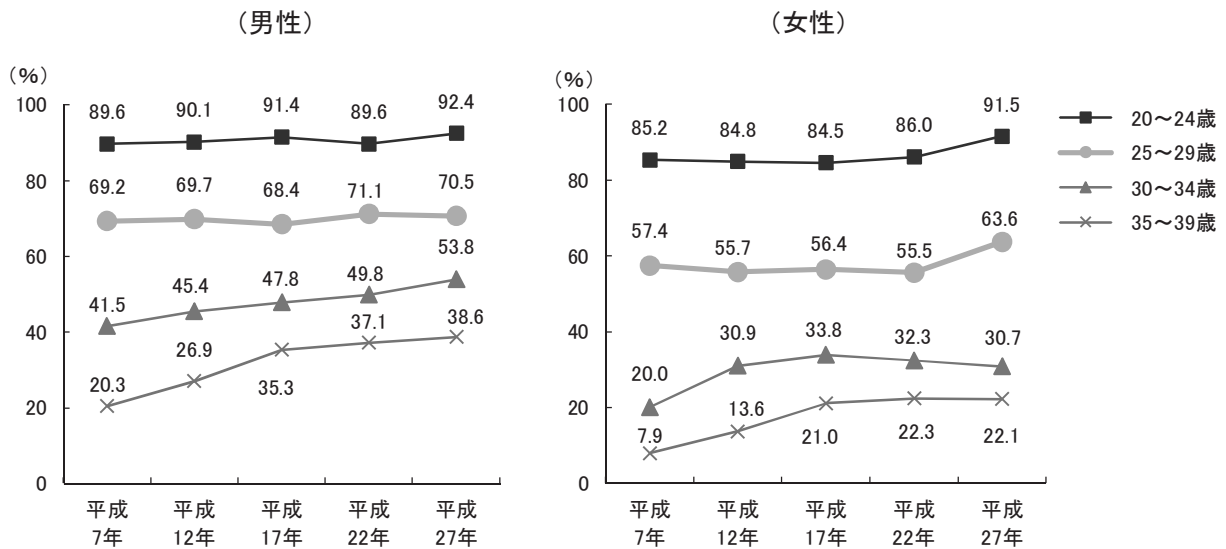 （男性）
（％）
100
80
60
40
20
0
89.6 90.1 91.4 89.6 92.4
69.2 69.7 68.4 71.1 70.5
41.5 45.4 47.8 49.8 53.8
20.3 26.9 35.3 37.1 38.6
平成 平成 平成 平成 平成
7年 12年 17年 22年 27年
（女性）
（％）
100
80
60
40
20
0
85.2 84.8 84.5 86.0 91.5
57.4 55.7 56.4 55.5 63.6
20.0 30.9 33.8 32.3 30.7
7.9 13.6 21.0 22.3 22.1
平成 平成 平成 平成 平成
7年 12年 17年 22年 27年
20～24歳
25～29歳
30～34歳
35～39歳